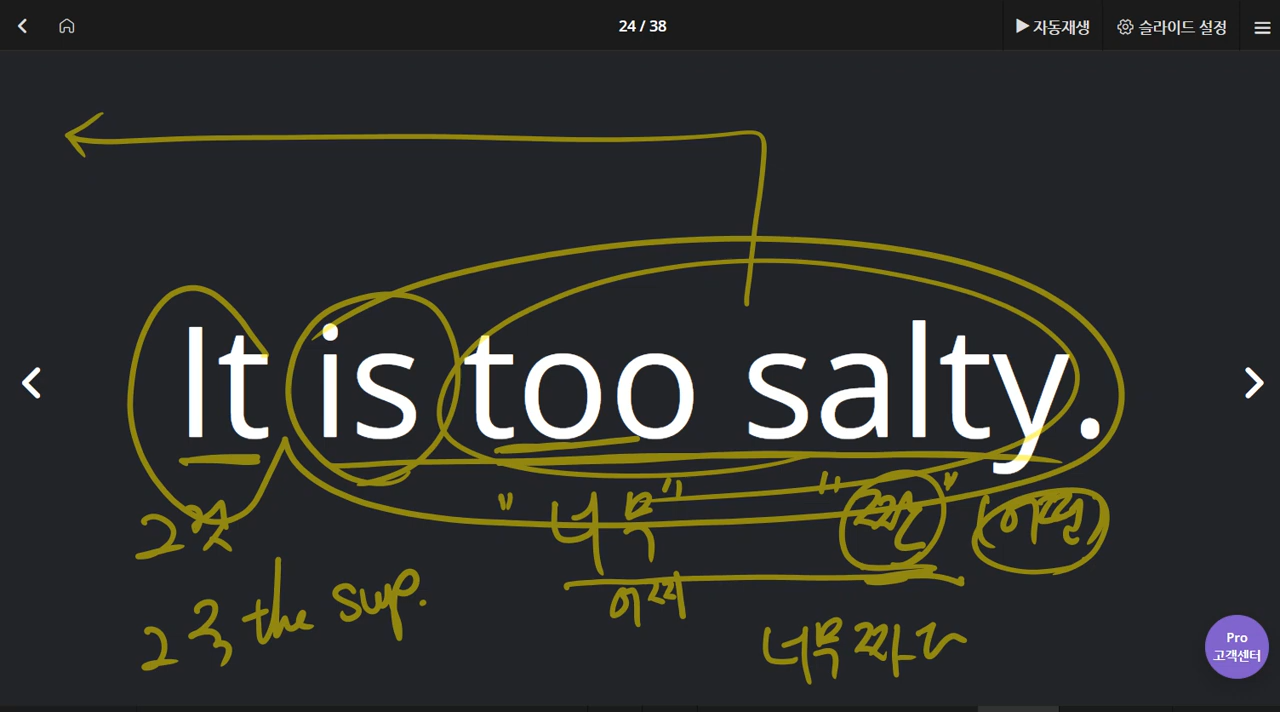 24 / 38
▶ 자동재생
슬라이드 설정
It is too salty.
그것
"너무"
"짠"
(어떤)
어찌
그 국 the sup.
너무 짜다
Pro
고객센터